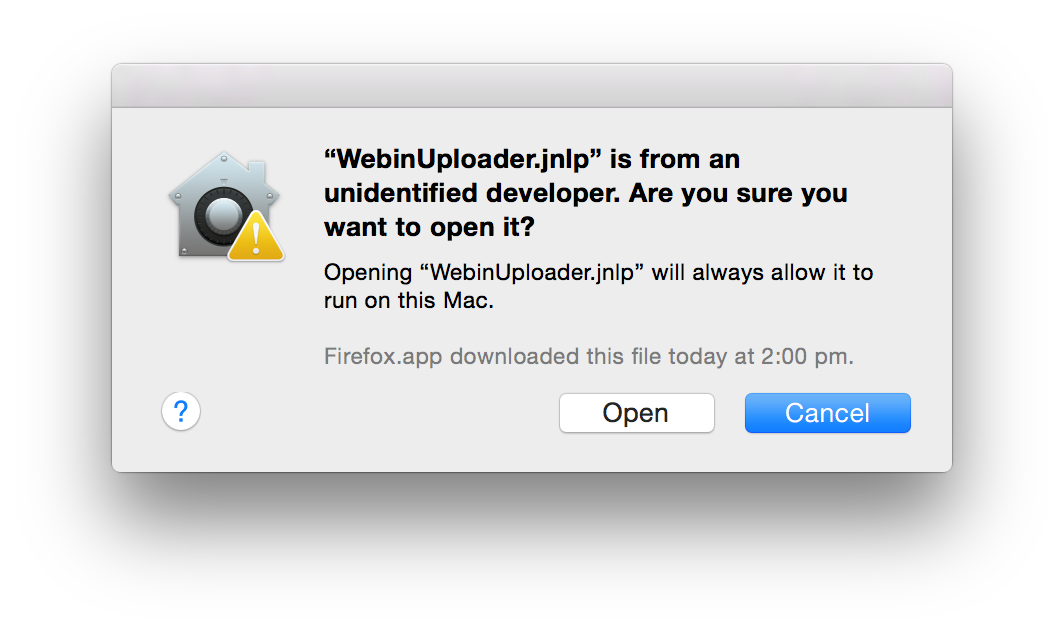 “WebinUploader.jnlp” is from an
unidentified developer. Are you sure you
want to open it?
Opening “WebinUploader.jnlp” will always allow it to
run on this Mac.
Firefox.app downloaded this file today at 2:00 pm.
?
Open
Cancel